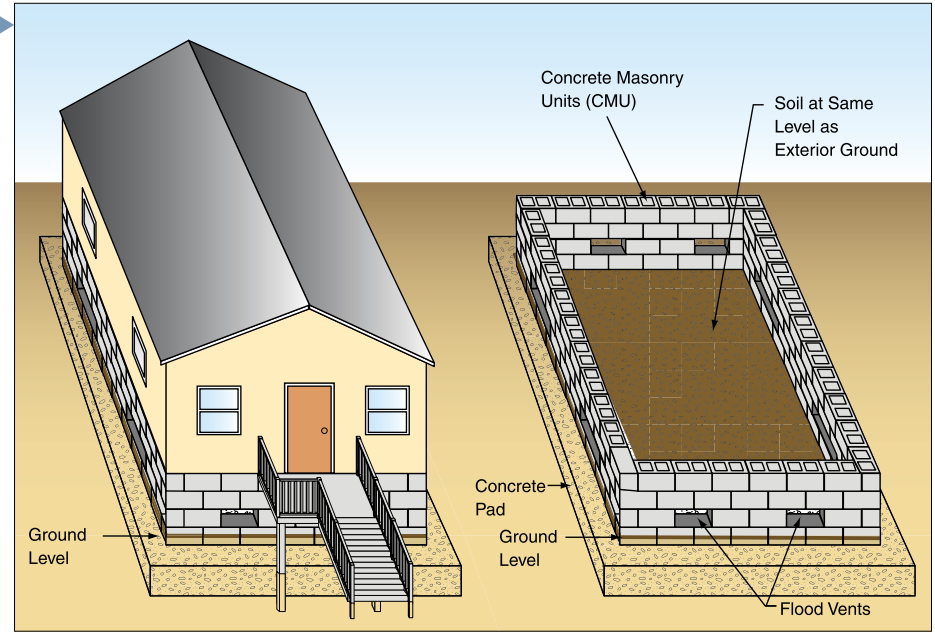 Concrete Masonry
Units (CMU)
Soil at Same
Level as
Exterior Ground
Concrete
Pad
Ground
Level
Ground
Level
Flood Vents